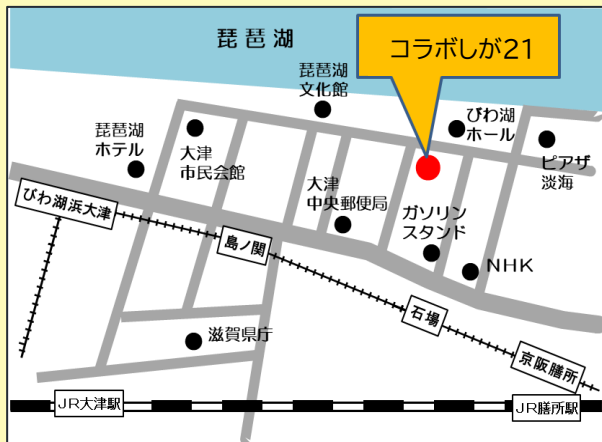 琵琶湖
コラボしが21
琵琶湖
文化館
びわ湖
ホール
琵琶湖
ホテル
大津
市民会館
ピアザ
淡海
大津
中央郵便局
ガソリン
スタンド
びわ湖浜大津
島ノ関
NHK
石場
滋賀県庁
京阪膳所
JR大津駅
JR膳所駅